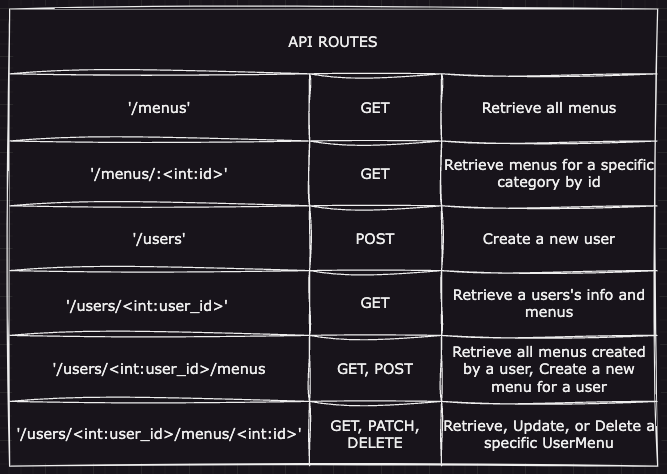 API ROUTES
'/menus'
GET
Retrieve all menus
'/menus/:<int:id>'
GET
Retrieve menus for a specific
category by id
'/users'
POST
Create a new user
'/users/<int:user_id>'
GET
Retrieve a users's info and
menus
'/users/<int:user_id>/menus
GET, POST
Retrieve all menus created
by a user, Create a new
menu for a user
'/users/<int:user_id>/menus/<int:id>'
GET, PATCH,
DELETE
Retrieve, Update, or Delete a
specific UserMenu